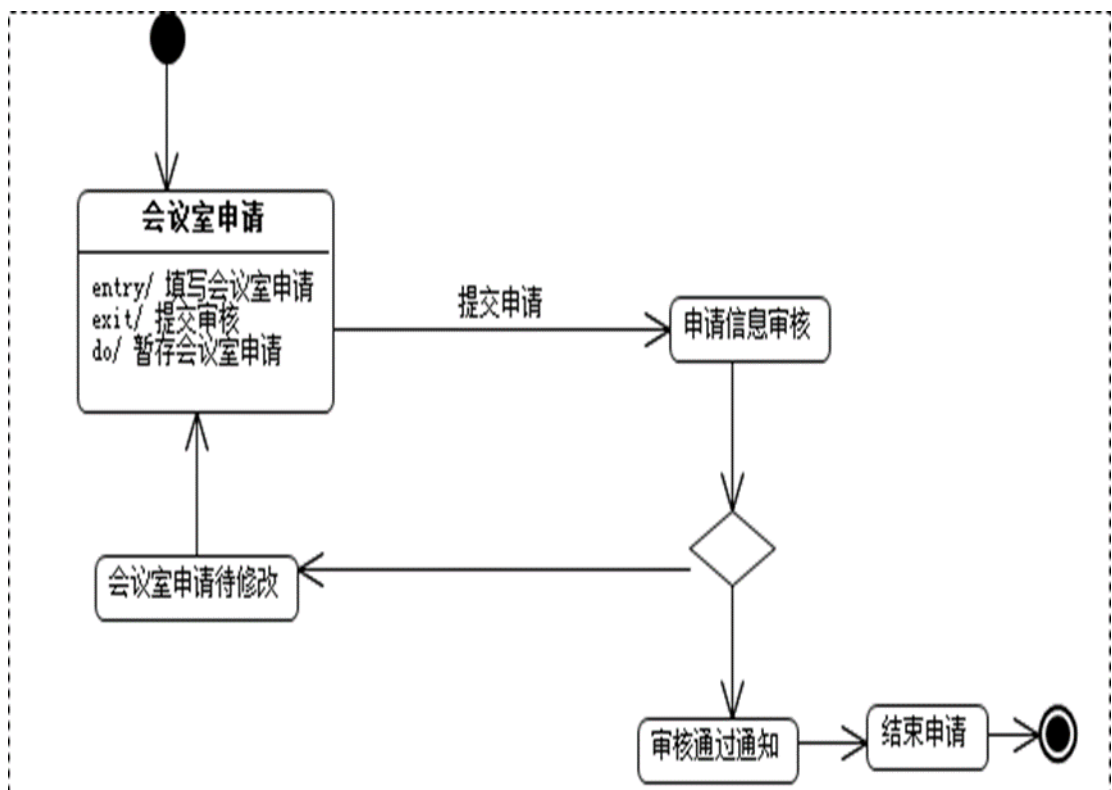 会议室申请
entry/ 填写会议室申请
exit/ 提交审核
do/ 暂存会议室申请
提交申请
申请信息审核
会议室申请待修改
审核通过通知
结束申请